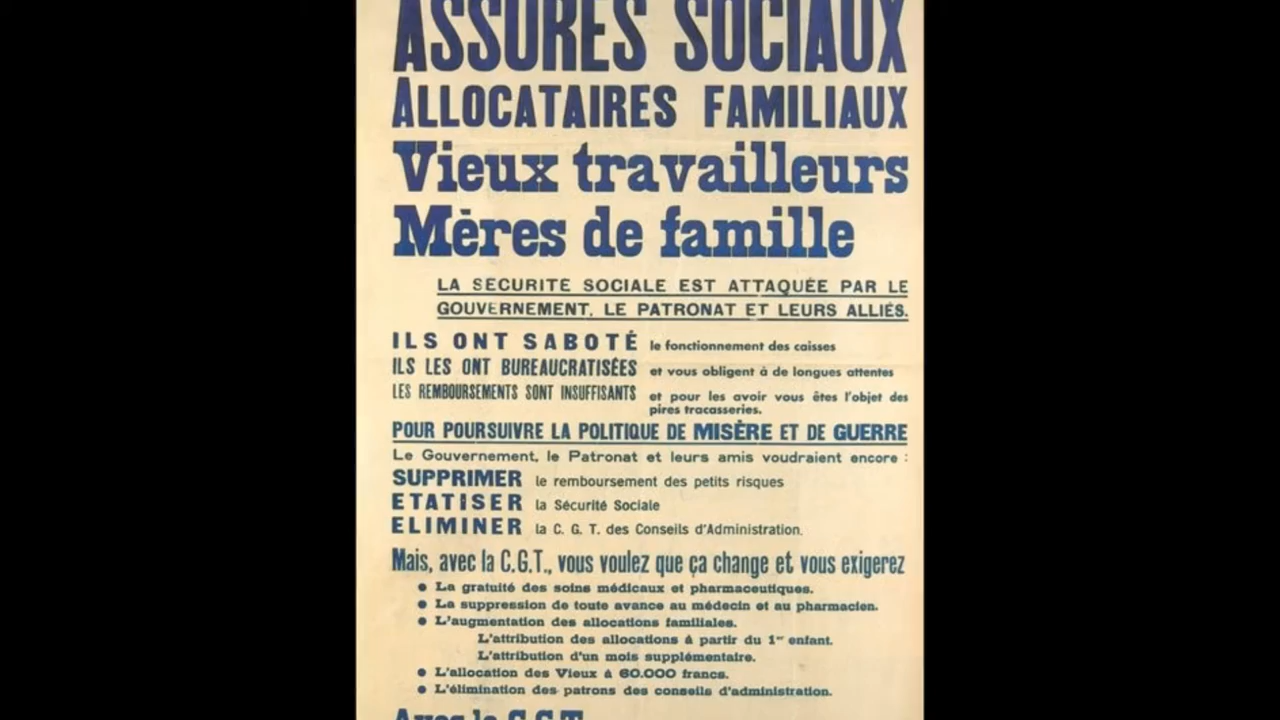 ASSURES SOCIAUX
ALLOCATAIRES FAMILIAUX
Vieux travailleurs
Mères de famille
LA SECURITE SOCIALE EST ATTAQUÉE PAR LE
GOUVERNEMENT, LE PATRONAT ET LEURS ALLIÉS.
ILS ONT SABOTÉ le fonctionnement des caisses
ILS LES ONT BUREAUCRATISÉES et vous obligent à de longues attentes
LES REMBOURSEMENTS SONT INSUFFISANTS et pour les avoir vous êtes l'objet des
pires tracasseries.
POUR POURSUIVRE LA POLITIQUE DE MISÈRE ET DE GUERRE
Le Gouvernement, le Patronat et leurs amis voudraient encore :
SUPPRIMER le remboursement des petits risques
ETATISER la Sécurité Sociale
ELIMINER la C. G. T. des Conseils d'Administration.
Mais, avec la C.G.T., vous voulez que ça change et vous exigerez
● La gratuité des soins médicaux et pharmaceutiques.
● La suppression de toute avance au médecin et au pharmacien.
● L'augmentation des allocations familiales.
L'attribution des allocations à partir du 1er enfant.
L'attribution d'un mois supplémentaire.
● L'allocation des Vieux à 60.000 francs.
● L'élimination des patrons des conseils d'administration.
Avec la C.G.T.